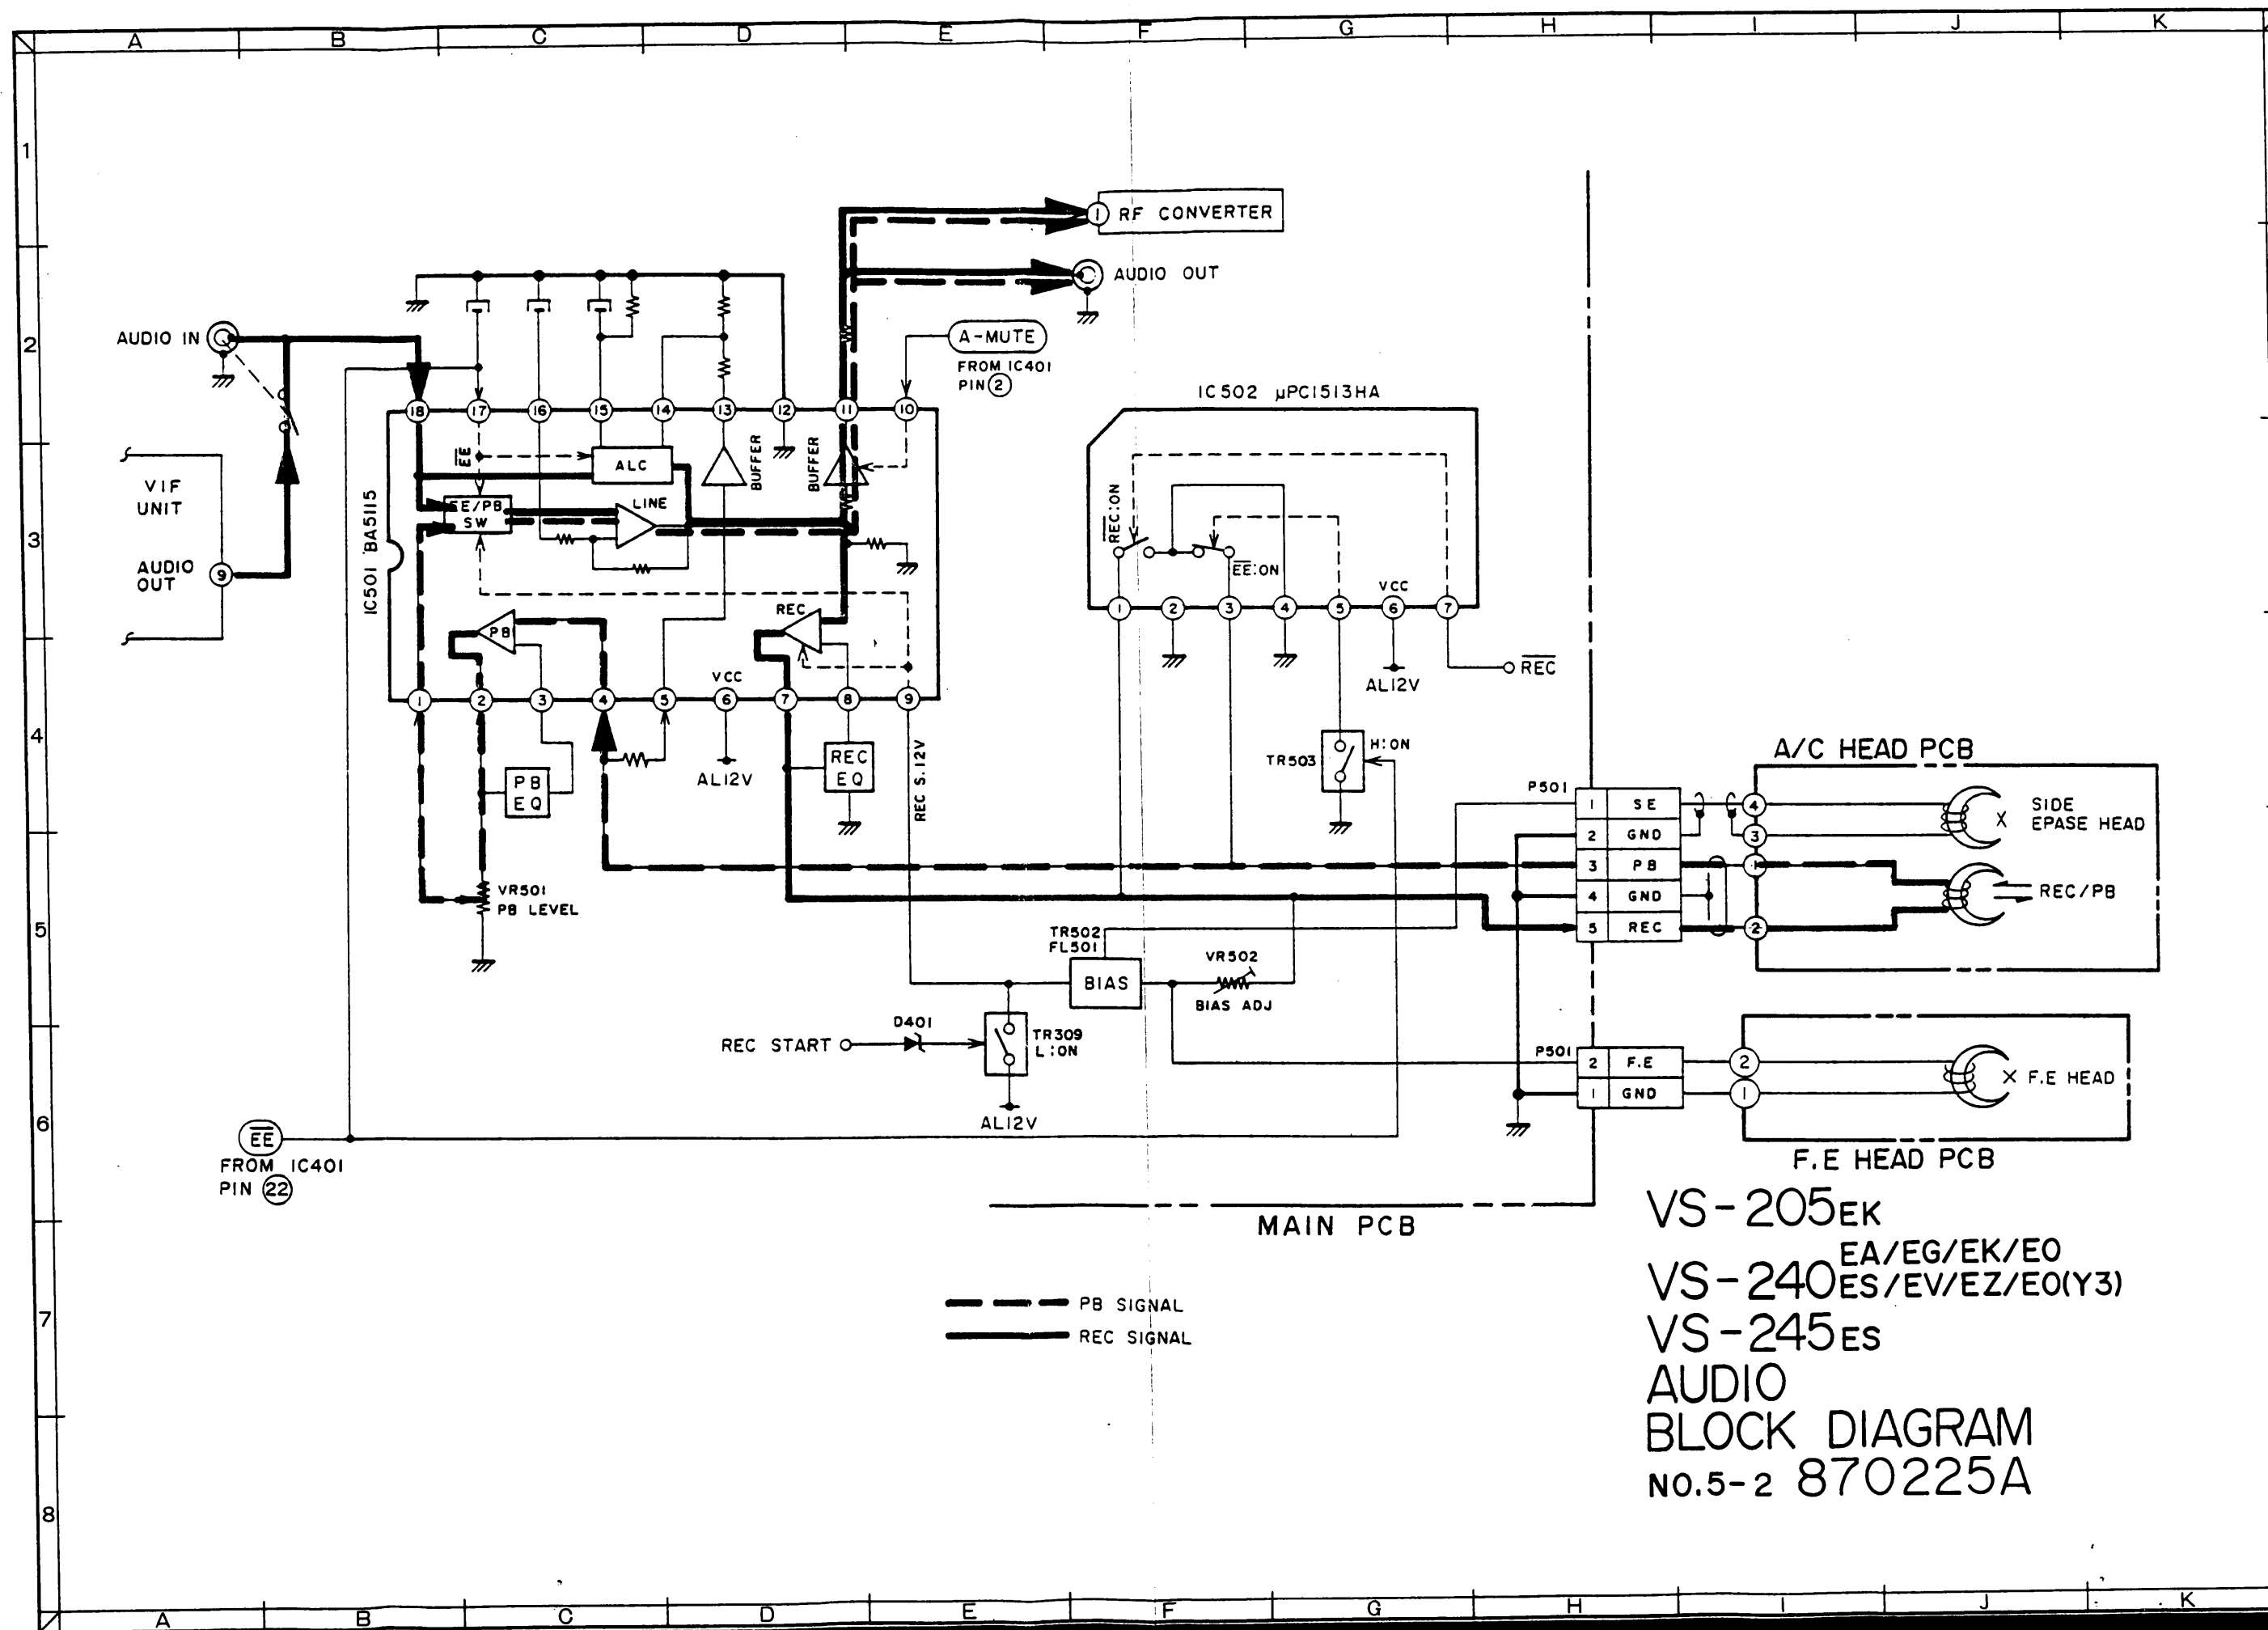 A B C D E F G H I J K
1
2
3
4
5
6
7
8
1 RF CONVERTER
AUDIO OUT
AUDIO IN
A-MUTE
FROM IC401
PIN 2
18 17 16 15 14 13 12 11 10
EE
ALC
BUFFER
BUFFER
VIF
UNIT
AUDIO
OUT
9
IC501 BA5115
EE/PB
SW
LINE
PB
REC
VCC
1 2 3 4 5 6 7 8 9
PB
EQ
AL12V
REC
EQ
REC S.12V
VR501
PB LEVEL
IC502 µPC1513HA
REC:ON
EE:ON
VCC
1 2 3 4 5 6 7
AL12V
REC
TR503
H:ON
TR502
FL501
BIAS
VR502
BIAS ADJ
REC START
D401
TR309
L:ON
AL12V
EE
FROM IC401
PIN 22
A/C HEAD PCB
P501
1 SE 4
2 GND 3
3 PB 1
4 GND
5 REC 2
SIDE
EPASE HEAD
REC/PB
P501
2 F.E 2
1 GND 1
F.E HEAD
F.E HEAD PCB
MAIN PCB
PB SIGNAL
REC SIGNAL
VS-205EK
VS-240 EA/EG/EK/EO
ES/EV/EZ/EO(Y3)
VS-245ES
AUDIO
BLOCK DIAGRAM
NO.5-2 870225A
A B C D E F G H I J K